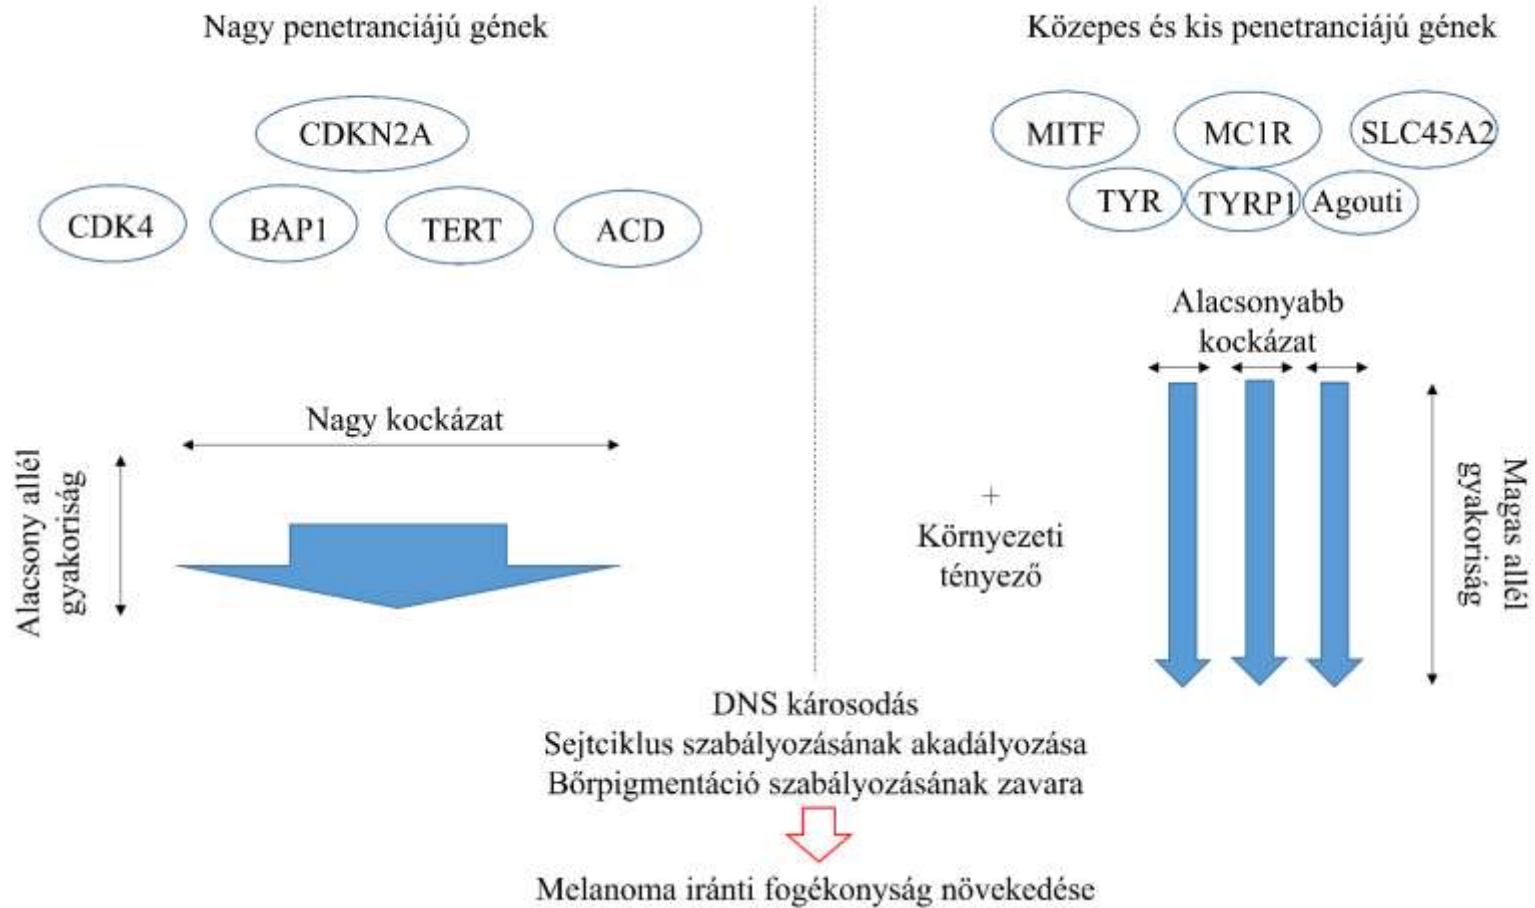 Nagy penetranciájú gének
CDKN2A
CDK4
BAP1
TERT
ACD
Nagy kockázat
Alacsony allél
gyakoriság
Közepes és kis penetranciájú gének
MITF
MC1R
SLC45A2
TYR
TYRP1
Agouti
Alacsonyabb
kockázat
+
Környezeti
tényező
Magas allél
gyakoriság
DNS károsodás
Sejtciklus szabályozásának akadályozása
Bőrpigmentáció szabályozásának zavara
Melanoma iránti fogékonyság növekedése